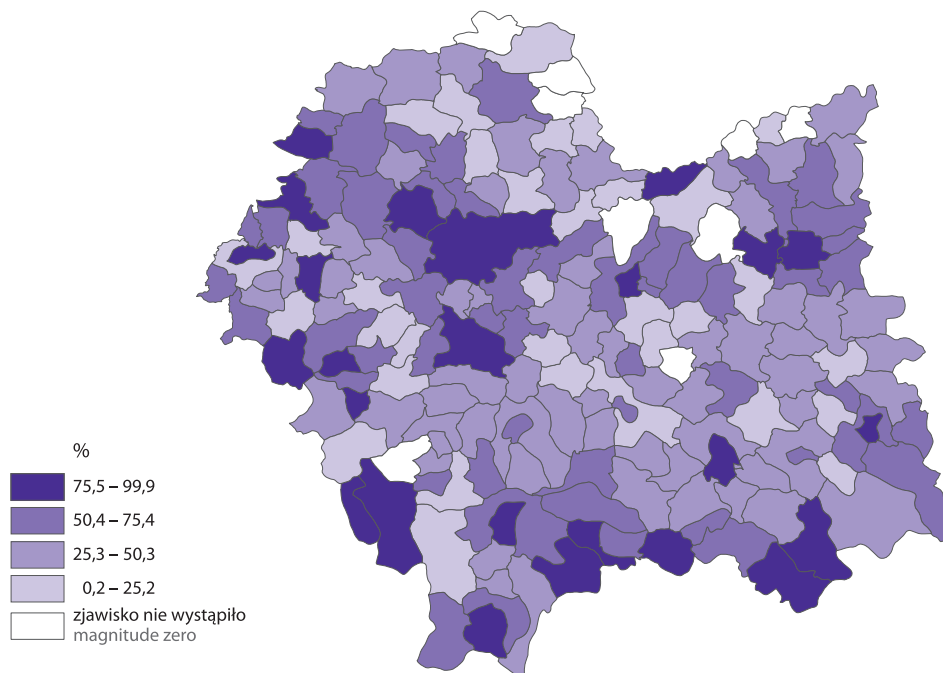 %
75,5 – 99,9
50,4 – 75,4
25,3 – 50,3
0,2 – 25,2
zjawisko nie wystąpiło
magnitude zero